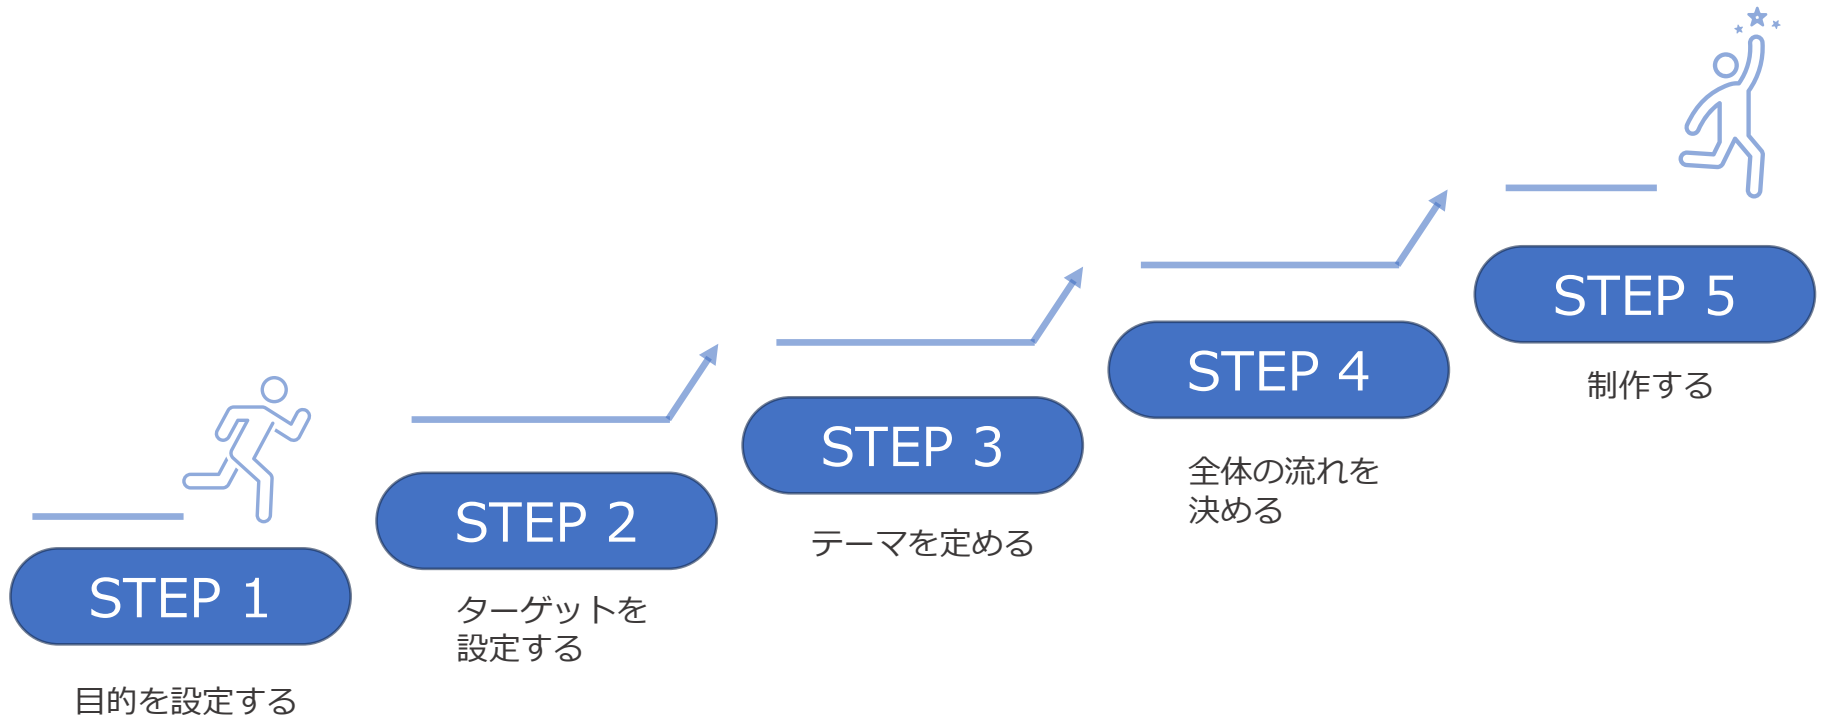 STEP 1
目的を設定する
STEP 2
ターゲットを
設定する
STEP 3
テーマを定める
STEP 4
全体の流れを
決める
STEP 5
制作する